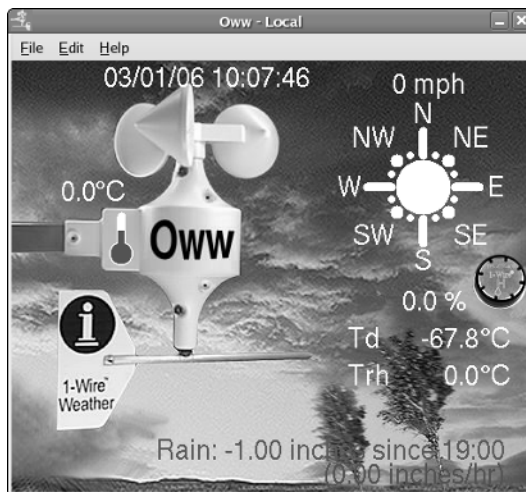 Oww - Local
File Edit Help
03/01/06 10:07:46
0 mph
N
NW NE
0.0°C
W E
Oww
SW SE
S
1-Wire
0.0 %
Td -67.8°C
Trh 0.0°C
1-Wire™
Weather
Rain: -1.00 inches since 19:00
(0.00 inches/hr)